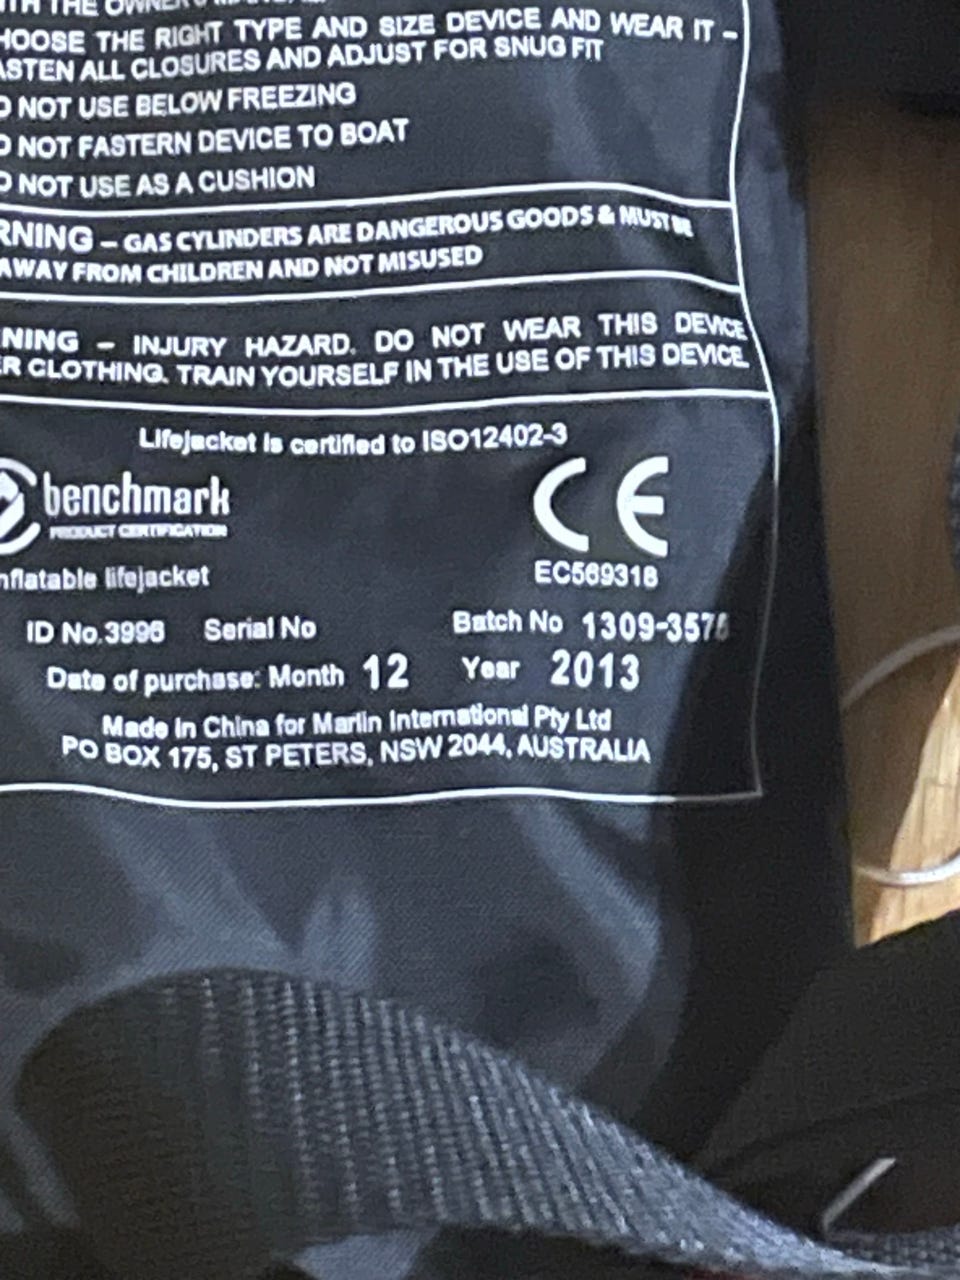 THE OWNER
HOOSE THE RIGHT TYPE AND SIZE DEVICE AND WEAR IT -
ASTEN ALL CLOSURES AND ADJUST FOR SNUG FIT
O NOT USE BELOW FREEZING
O NOT FASTERN DEVICE TO BOAT
O NOT USE AS A CUSHION
RNING – GAS CYLINDERS ARE DANGEROUS GOODS & MUST BE
AWAY FROM CHILDREN AND NOT MISUSED
NING – INJURY HAZARD. DO NOT WEAR THIS DEVICE
ER CLOTHING. TRAIN YOURSELF IN THE USE OF THIS DEVICE.
Lifejacket is certified to ISO12402-3
benchmark
PRODUCT CERTIFICATION
CE
EC569318
nflatable lifejacket
ID No.3996 Serial No Batch No 1309-3576
Date of purchase: Month 12 Year 2013
Made in China for Marlin International Pty Ltd
PO BOX 175, ST PETERS, NSW 2044, AUSTRALIA